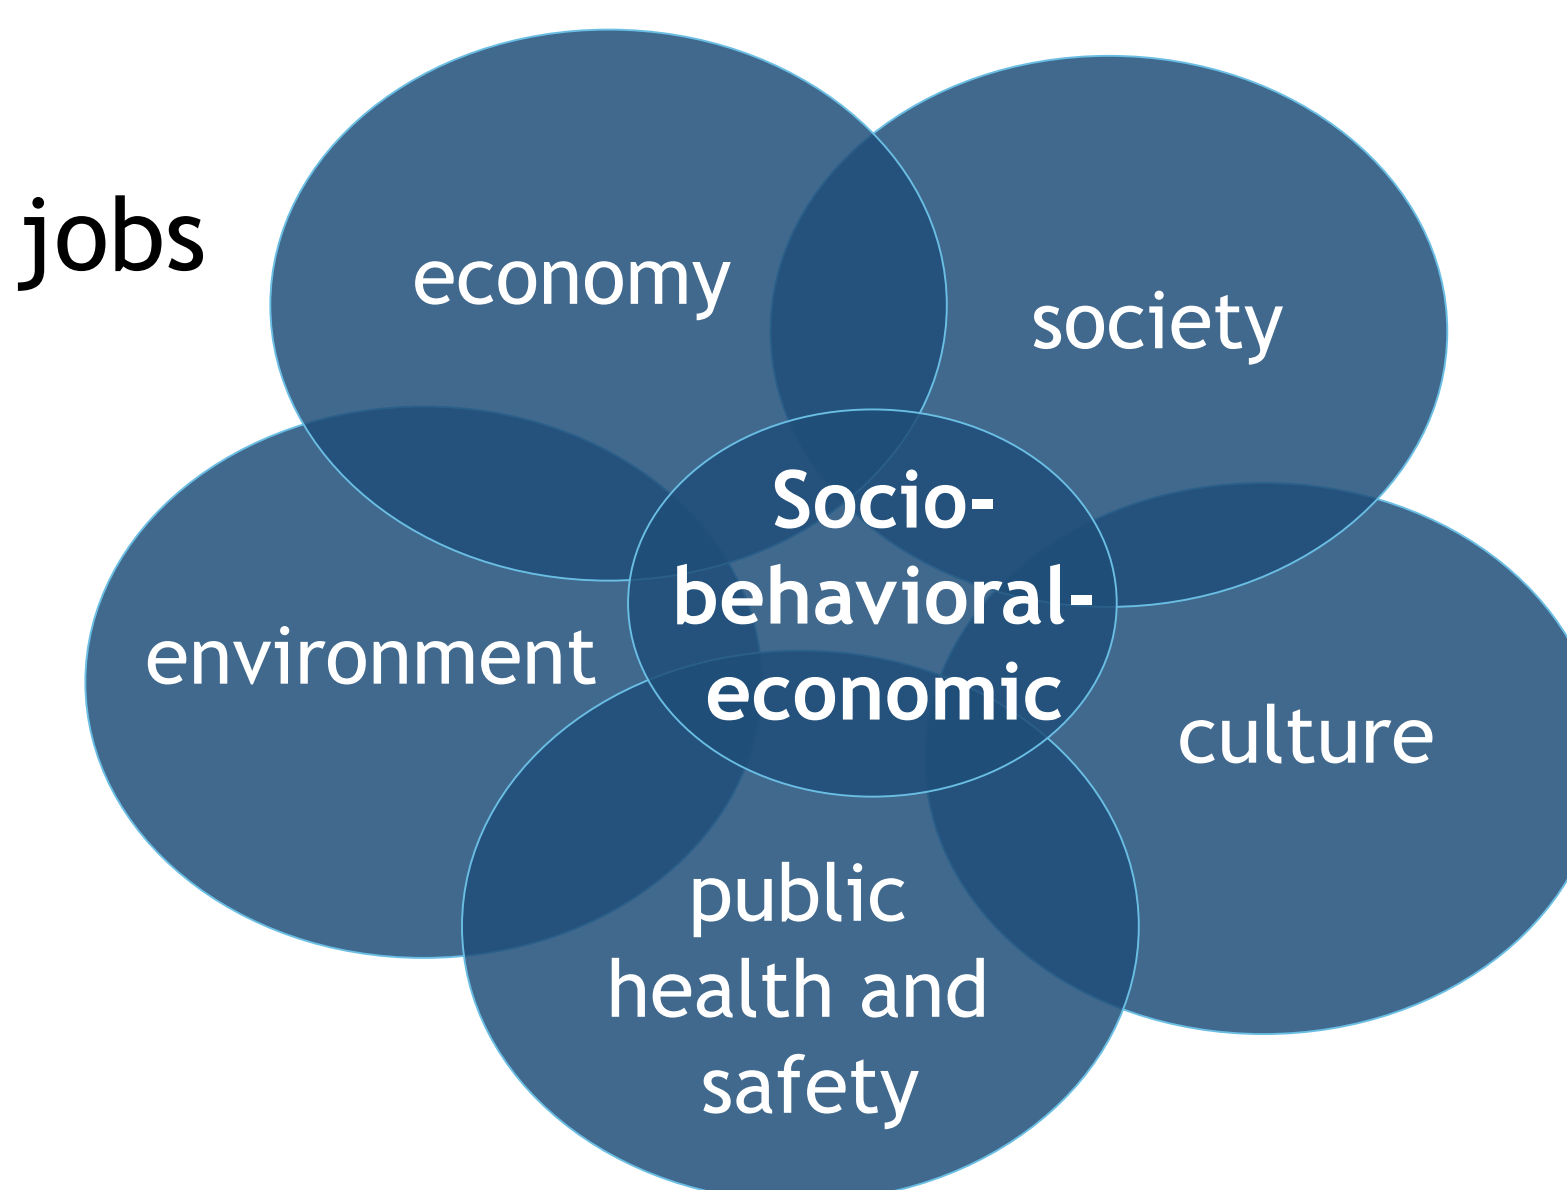 jobs
economy
society
Socio-
behavioral-
economic
environment
culture
public
health and
safety